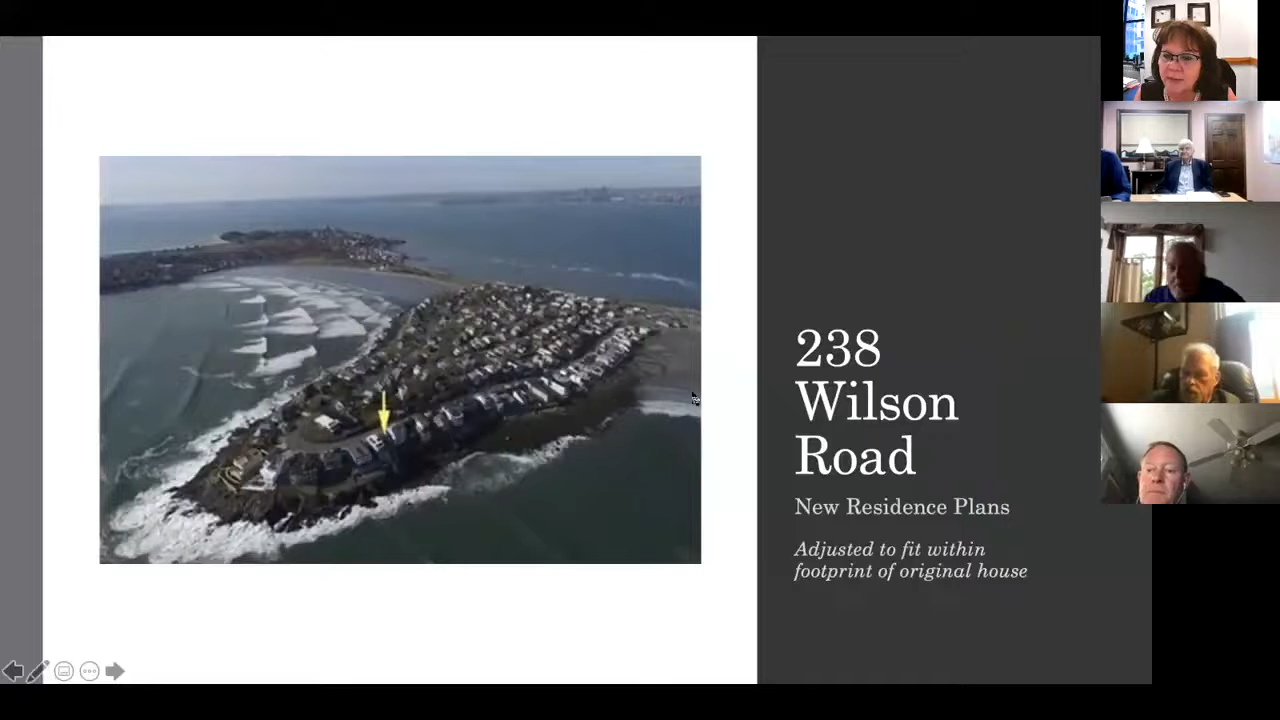 238
Wilson
Road
New Residence Plans
Adjusted to fit within
footprint of original house